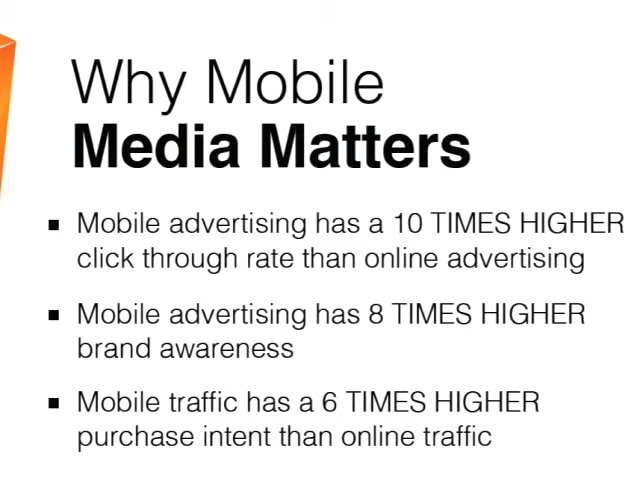 Why Mobile
Media Matters
▪ Mobile advertising has a 10 TIMES HIGHER
click through rate than online advertising
▪ Mobile advertising has 8 TIMES HIGHER
brand awareness
▪ Mobile traffic has a 6 TIMES HIGHER
purchase intent than online traffic